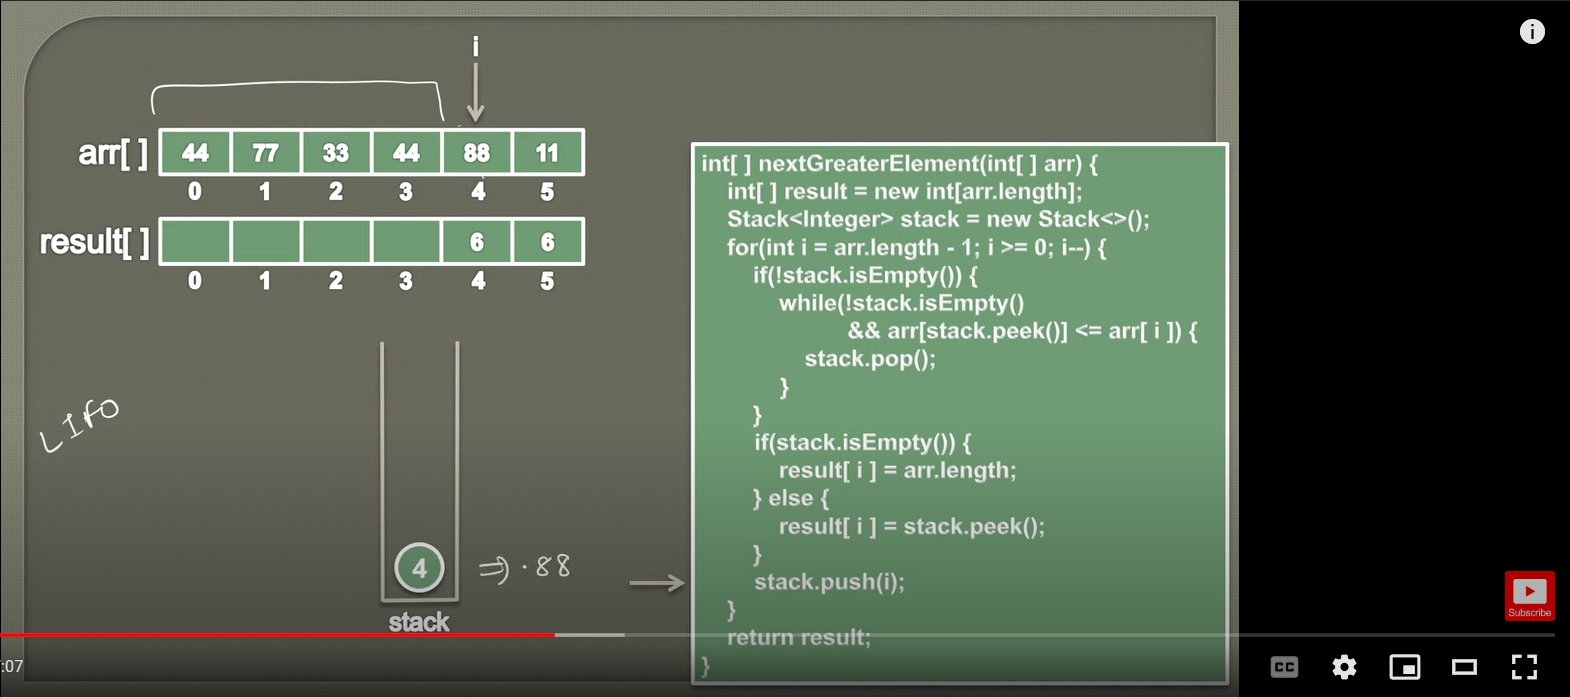 i
arr[ ] 44 77 33 44 88 11
0 1 2 3 4 5
result[ ] 6 6
0 1 2 3 4 5
LIFO
4 => .88
stack
int[ ] nextGreaterElement(int[ ] arr) {
int[ ] result = new int[arr.length];
Stack<Integer> stack = new Stack<>();
for(int i = arr.length - 1; i >= 0; i--) {
if(!stack.isEmpty()) {
while(!stack.isEmpty()
&& arr[stack.peek()] <= arr[ i ]) {
stack.pop();
}
}
if(stack.isEmpty()) {
result[ i ] = arr.length;
} else {
result[ i ] = stack.peek();
}
stack.push(i);
}
return result;
}
Subscribe
:07
CC